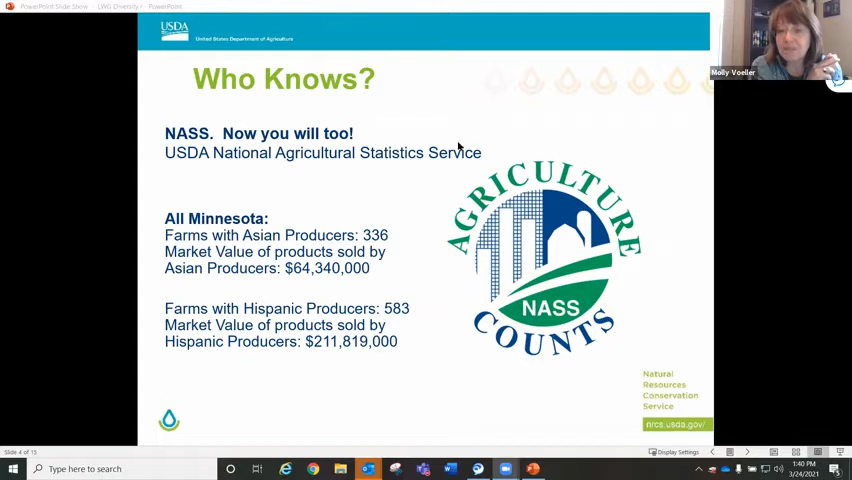 PowerPoint Slide Show - LWG Diversity - PowerPoint
USDA
United States Department of Agriculture
Molly Voeller
Who Knows?
NASS. Now you will too!
USDA National Agricultural Statistics Service
All Minnesota:
Farms with Asian Producers: 336
Market Value of products sold by
Asian Producers: $64,340,000
Farms with Hispanic Producers: 583
Market Value of products sold by
Hispanic Producers: $211,819,000
AGRICULTURE
NASS
COUNTS
Natural
Resources
Conservation
Service
nrcs.usda.gov/
Slide 4 of 15
Display Settings
Type here to search
1:40 PM
3/24/2021